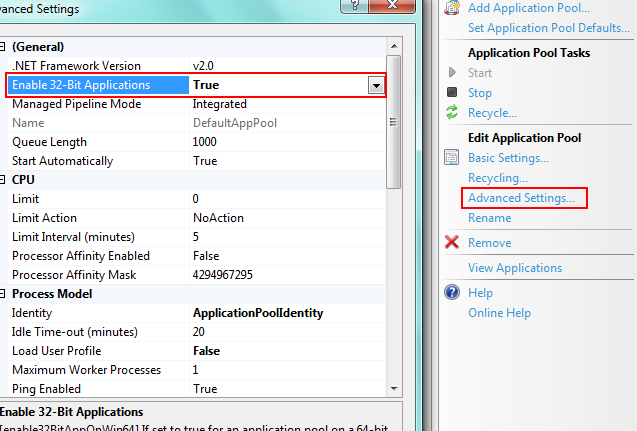 Advanced Settings
?
(General)
.NET Framework Version v2.0
Enable 32-Bit Applications True
Managed Pipeline Mode Integrated
Name DefaultAppPool
Queue Length 1000
Start Automatically True
CPU
Limit 0
Limit Action NoAction
Limit Interval (minutes) 5
Processor Affinity Enabled False
Processor Affinity Mask 4294967295
Process Model
Identity ApplicationPoolIdentity
Idle Time-out (minutes) 20
Load User Profile False
Maximum Worker Processes 1
Ping Enabled True
Enable 32-Bit Applications
[enable32BitAppOnWin64] If set to true for an application pool on a 64-bit
Add Application Pool...
Set Application Pool Defaults...
Application Pool Tasks
Start
Stop
Recycle...
Edit Application Pool
Basic Settings...
Recycling...
Advanced Settings...
Rename
Remove
View Applications
Help
Online Help